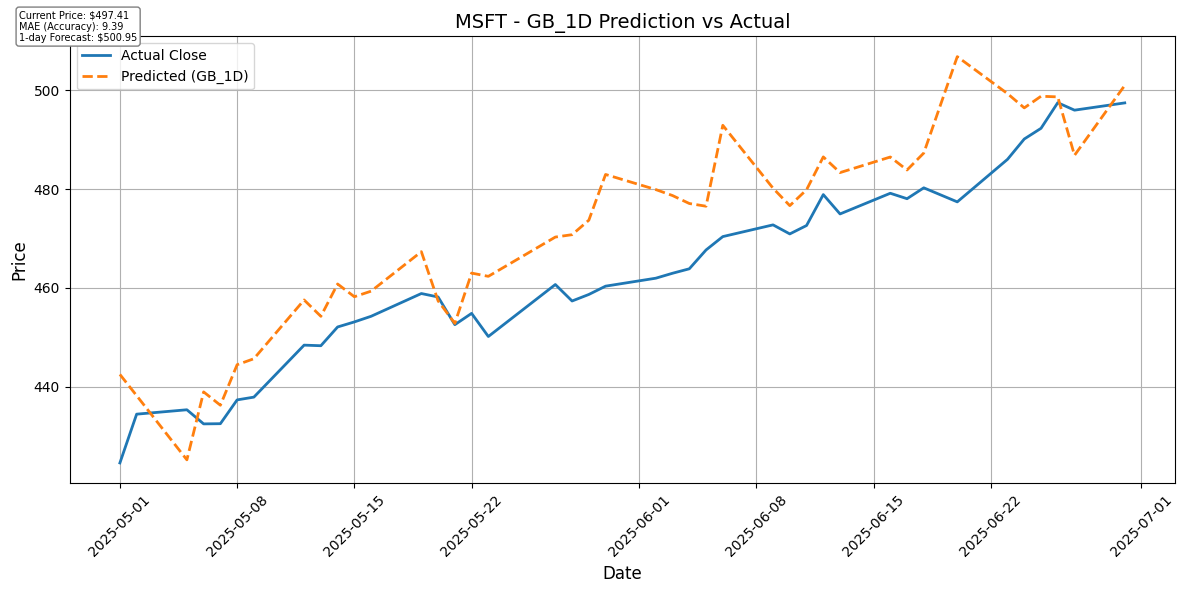 MSFT - GB_1D Prediction vs Actual
Current Price: $497.41
MAE (Accuracy): 9.39
1-day Forecast: $500.95
Actual Close
Predicted (GB_1D)
Price
500
480
460
440
2025-05-01
2025-05-08
2025-05-15
2025-05-22
2025-06-01
2025-06-08
2025-06-15
2025-06-22
2025-07-01
Date